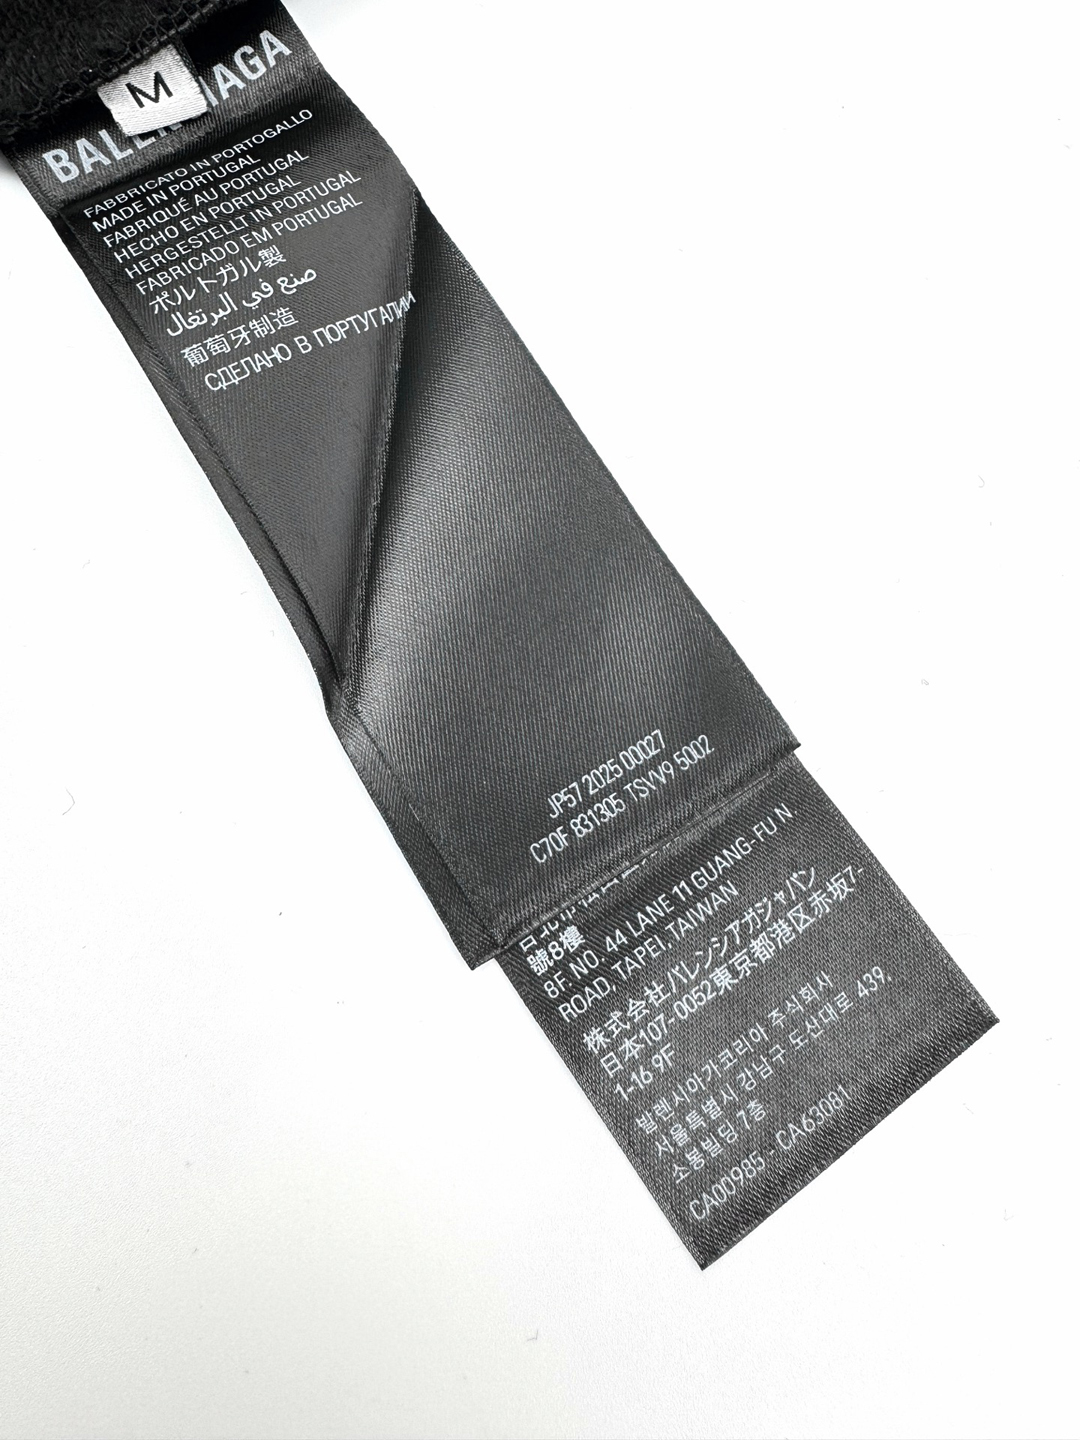 M
BALEN IAGA
FABBRICATO IN PORTOGALLO
MADE IN PORTUGAL
FABRIQUÉ AU PORTUGAL
HECHO EN PORTUGAL
HERGESTELLT IN PORTUGAL
FABRICADO EM PORTUGAL
ポルトガル製
صنع في البرتغال
葡萄牙制造
СДЕЛАНО В ПОРТУГАЛИИ
JP57 2025 00027
C70F 831305 TSVV9 5002
號8樓
8F. NO. 44 LANE 11 GUANG-FU N.
ROAD, TAPEI, TAIWAN
株式会社バレンシアガジャパン
日本107-0052東京都港区赤坂7-
1-16 9F
발렌시아가코리아 주식회사
서울특별시 강남구 도산대로 439,
소봉빌딩 7층
CA00985 - CA63081